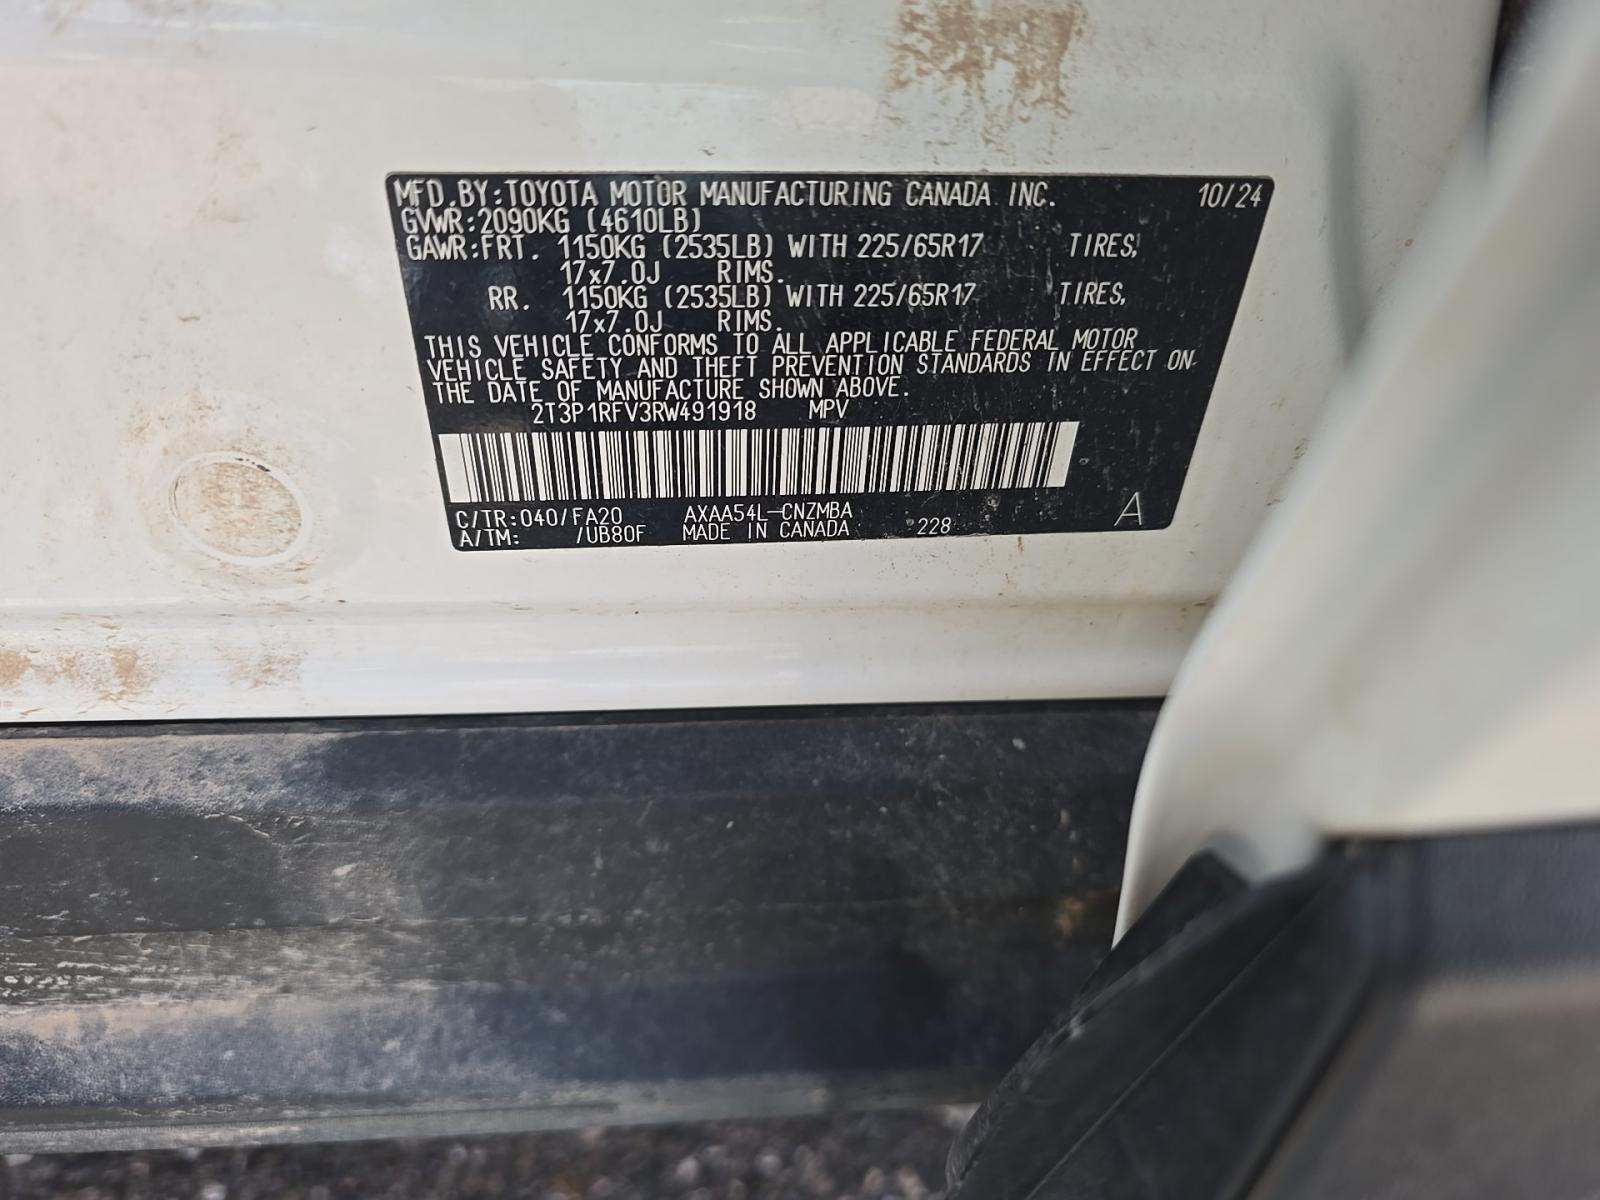 MFD.BY:TOYOTA MOTOR MANUFACTURING CANADA INC. 10/24
GVWR:2090KG (4610LB)
GAWR:FRT. 1150KG (2535LB) WITH 225/65R17 TIRES,
17x7.0J RIMS.
RR. 1150KG (2535LB) WITH 225/65R17 TIRES,
17x7.0J RIMS.
THIS VEHICLE CONFORMS TO ALL APPLICABLE FEDERAL MOTOR
VEHICLE SAFETY AND THEFT PREVENTION STANDARDS IN EFFECT ON
THE DATE OF MANUFACTURE SHOWN ABOVE.
2T3P1RFV3RW491918 MPV
C/TR:040/FA20 AXAA54L-CNZMBA
A/TM: /UB80F MADE IN CANADA 228 A